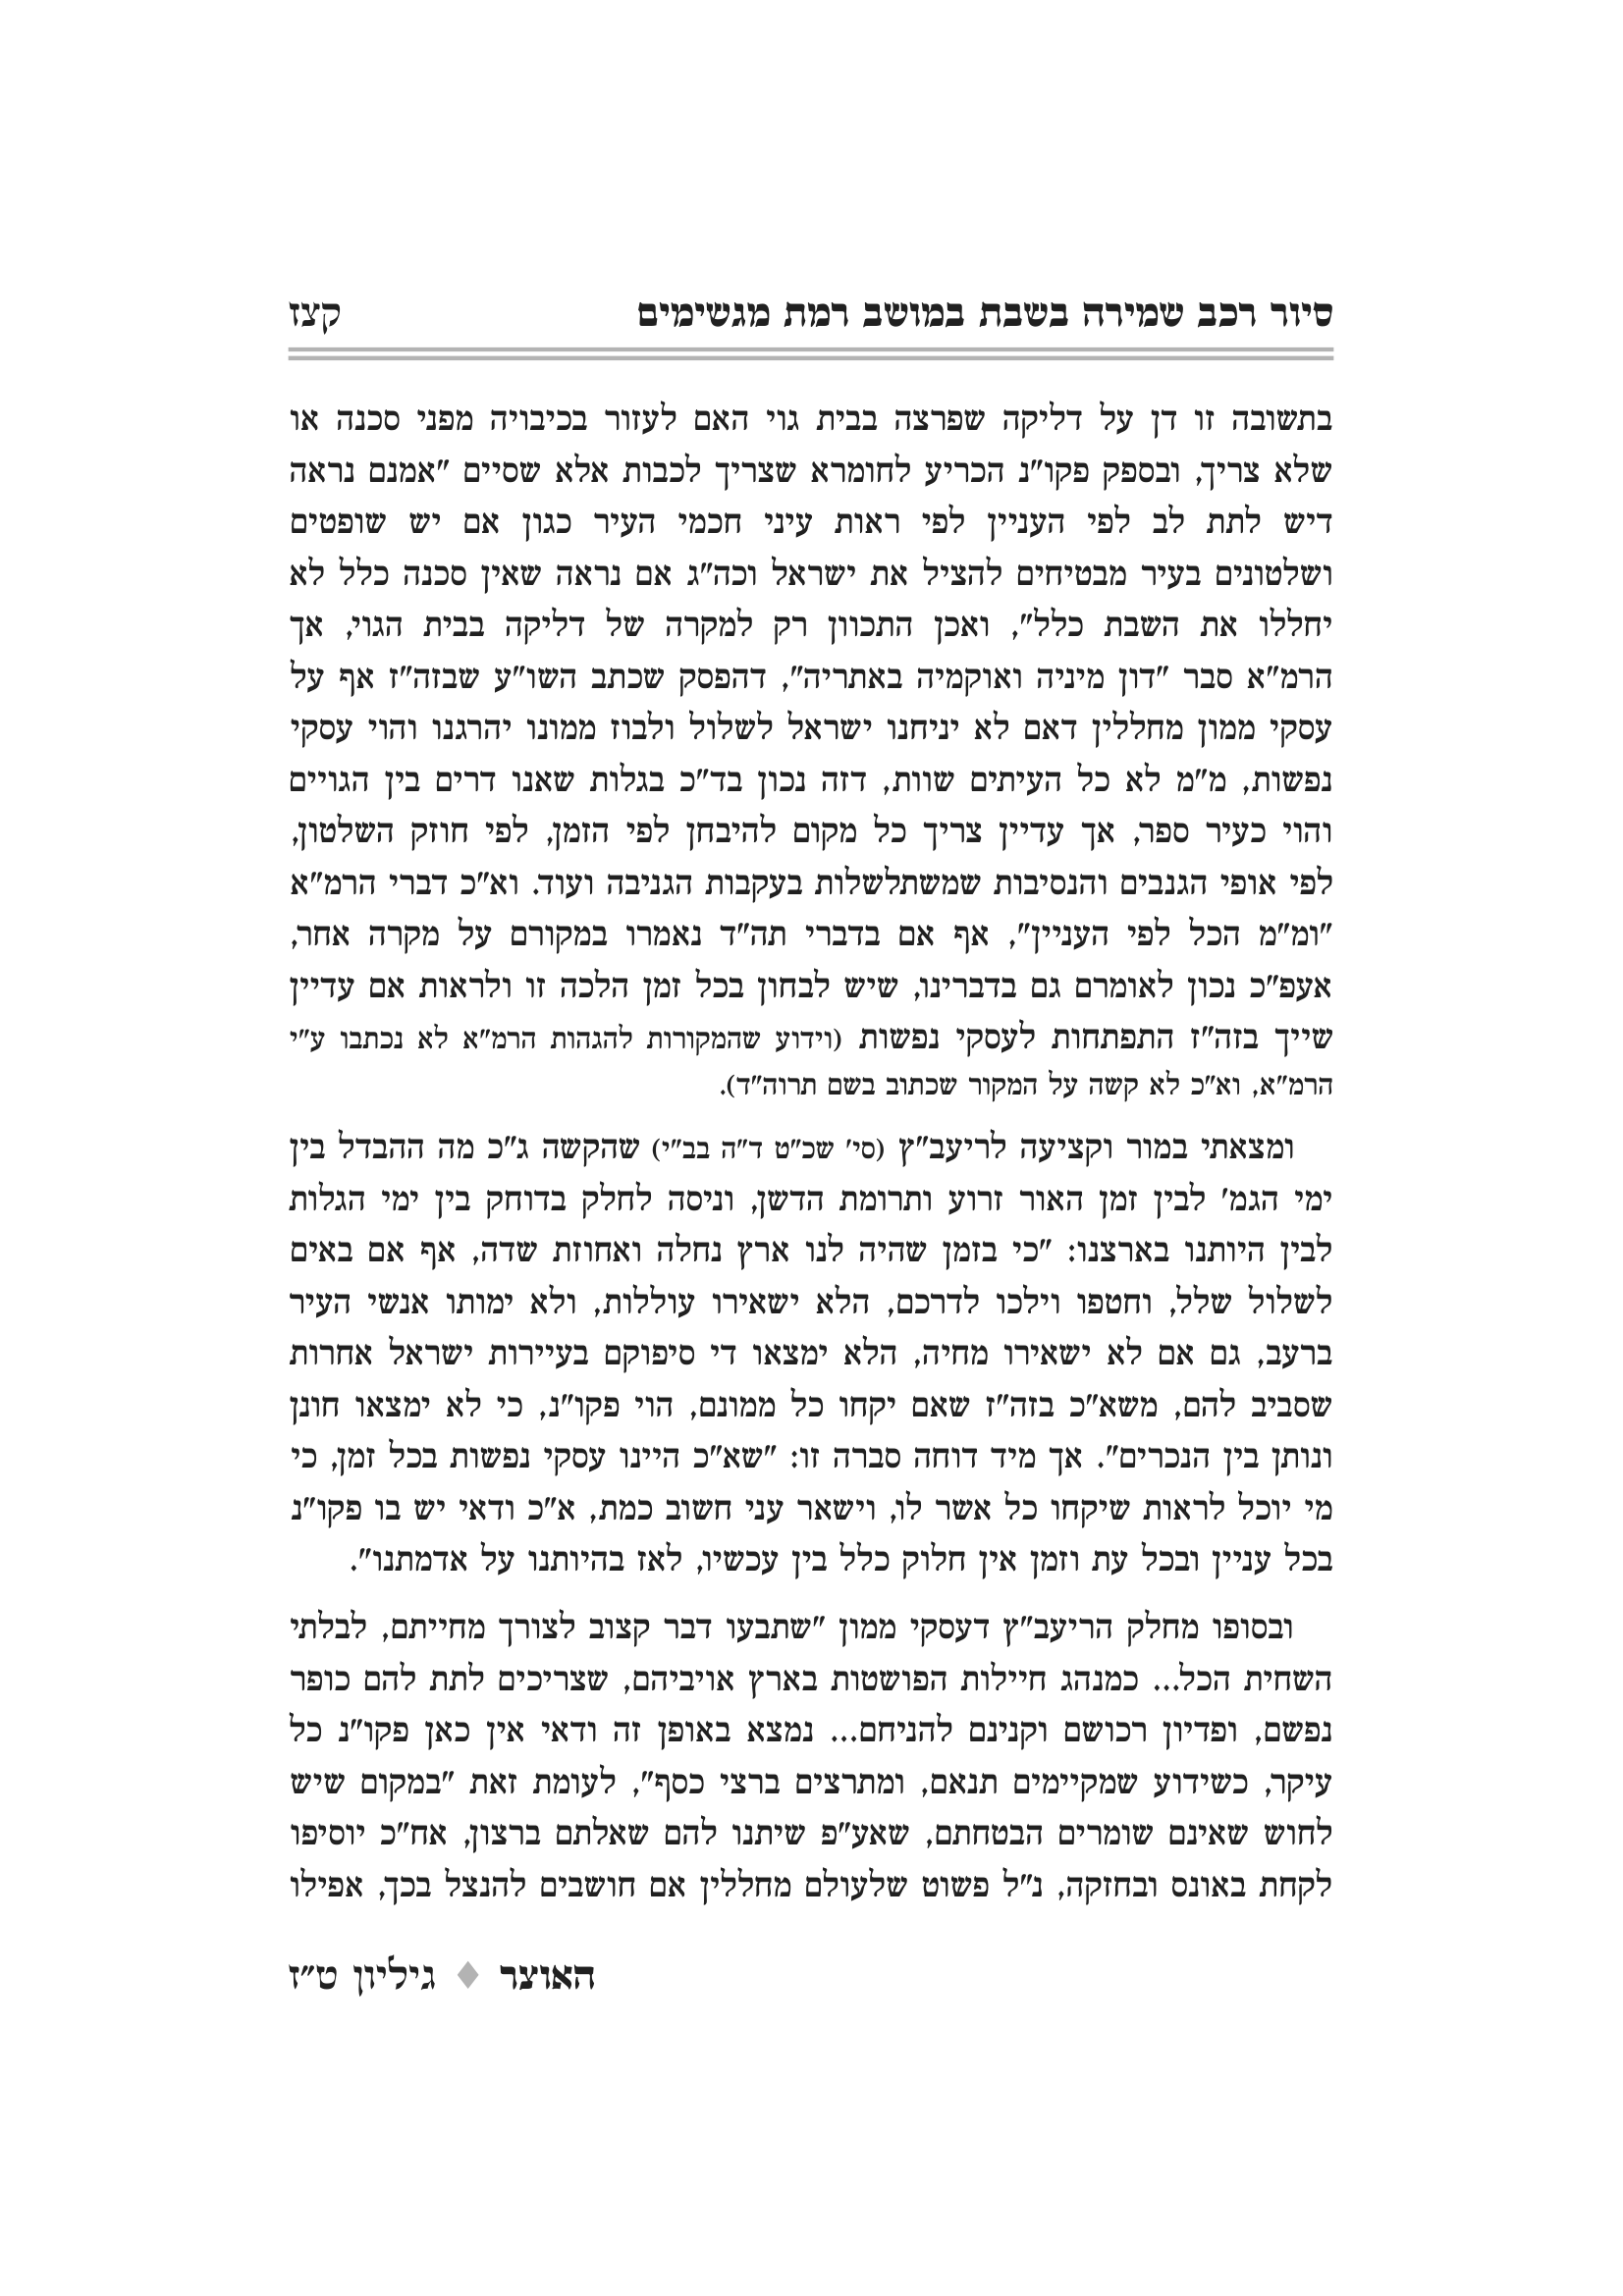 סיור רכב שמירה בשבת במושב רמת מגשימים קצז
בתשובה זו דן על דליקה שפרצה בבית גוי האם לעזור בכיבויה מפני סכנה או
שלא צריך, ובספק פקו"נ הכריע לחומרא שצריך לכבות אלא שסיים "אמנם נראה
דיש לתת לב לפי העניין לפי ראות עיני חכמי העיר כגון אם יש שופטים
ושלטונים בעיר מבטיחים להציל את ישראל וכה"ג אם נראה שאין סכנה כלל לא
יחללו את השבת כלל", ואכן התכוון רק למקרה של דליקה בבית הגוי, אך
הרמ"א סבר "דון מיניה ואוקמיה באתריה", דהפסק שכתב השו"ע שבזה"ז אף על
עסקי ממון מחללין דאם לא יניחנו ישראל לשלול ולבוז ממונו יהרגנו והוי עסקי
נפשות, מ"מ לא כל העיתים שוות, דזה נכון בד"כ בגלות שאנו דרים בין הגויים
והוי כעיר ספר, אך עדיין צריך כל מקום להיבחן לפי הזמן, לפי חוזק השלטון,
לפי אופי הגנבים והנסיבות שמשתלשלות בעקבות הגניבה ועוד. וא"כ דברי הרמ"א
"ומ"מ הכל לפי העניין", אף אם בדברי תה"ד נאמרו במקורם על מקרה אחר,
אעפ"כ נכון לאומרם גם בדברינו, שיש לבחון בכל זמן הלכה זו ולראות אם עדיין
שייך בזה"ז התפתחות לעסקי נפשות (וידוע שהמקורות להגהות הרמ"א לא נכתבו ע"י
הרמ"א, וא"כ לא קשה על המקור שכתוב בשם תרוה"ד).
ומצאתי במור וקציעה לריעב"ץ (סי' שכ"ט ד"ה בב"י) שהקשה ג"כ מה ההבדל בין
ימי הגמ' לבין זמן האור זרוע ותרומת הדשן, וניסה לחלק בדוחק בין ימי הגלות
לבין היותנו בארצנו: "כי בזמן שהיה לנו ארץ נחלה ואחוזת שדה, אף אם באים
לשלול שלל, וחטפו וילכו לדרכם, הלא ישאירו עוללות, ולא ימותו אנשי העיר
ברעב, גם אם לא ישאירו מחיה, הלא ימצאו די סיפוקם בעיירות ישראל אחרות
שסביב להם, משא"כ בזה"ז שאם יקחו כל ממונם, הוי פקו"נ, כי לא ימצאו חונן
ונותן בין הנכרים". אך מיד דוחה סברה זו: "שא"כ היינו עסקי נפשות בכל זמן, כי
מי יוכל לראות שיקחו כל אשר לו, וישאר עני חשוב כמת, א"כ ודאי יש בו פקו"נ
בכל עניין ובכל עת וזמן אין חלוק כלל בין עכשיו, לאז בהיותנו על אדמתנו".
ובסופו מחלק הריעב"ץ דעסקי ממון "שתבעו דבר קצוב לצורך מחייתם, לבלתי
השחית הכל... כמנהג חיילות הפושטות בארץ אויביהם, שצריכים לתת להם כופר
נפשם, ופדיון רכושם וקנינם להניחם... נמצא באופן זה ודאי אין כאן פקו"נ כל
עיקר, כשידוע שמקיימים תנאם, ומתרצים ברצי כסף", לעומת זאת "במקום שיש
לחוש שאינם שומרים הבטחתם, שאע"פ שיתנו להם שאלתם ברצון, אח"כ יוסיפו
לקחת באונס ובחזקה, נ"ל פשוט שלעולם מחללין אם חושבים להנצל בכך, אפילו
האוצר ♦ גיליון ט"ז